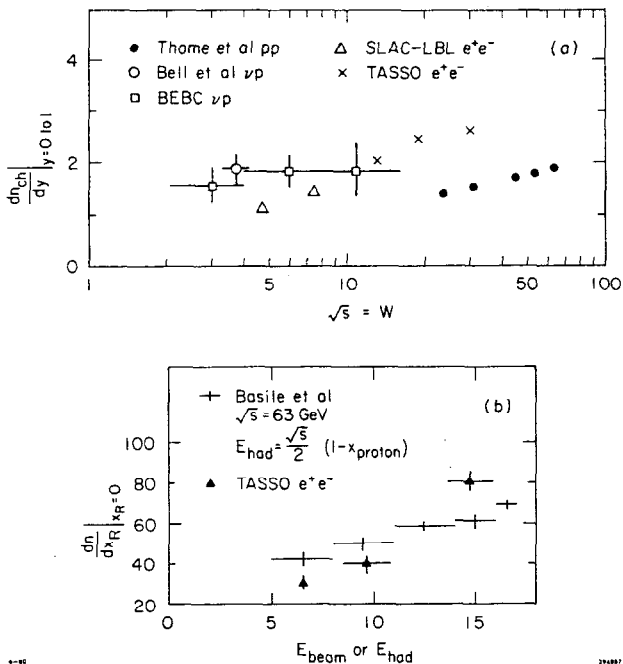 ● Thome et al pp
○ Bell et al νp
□ BEBC νp
△ SLAC-LBL e⁺e⁻
× TASSO e⁺e⁻
(a)
4
2
0
dn_ch/dy|y=0 to 1
1 5 10 50 100
√s = W
Basile et al
√s = 63 GeV
E_had = √s/2 (1-x_proton)
▲ TASSO e⁺e⁻
(b)
100
80
60
40
20
dn/dx_R|x_R=0
0 5 10 15
E_beam or E_had